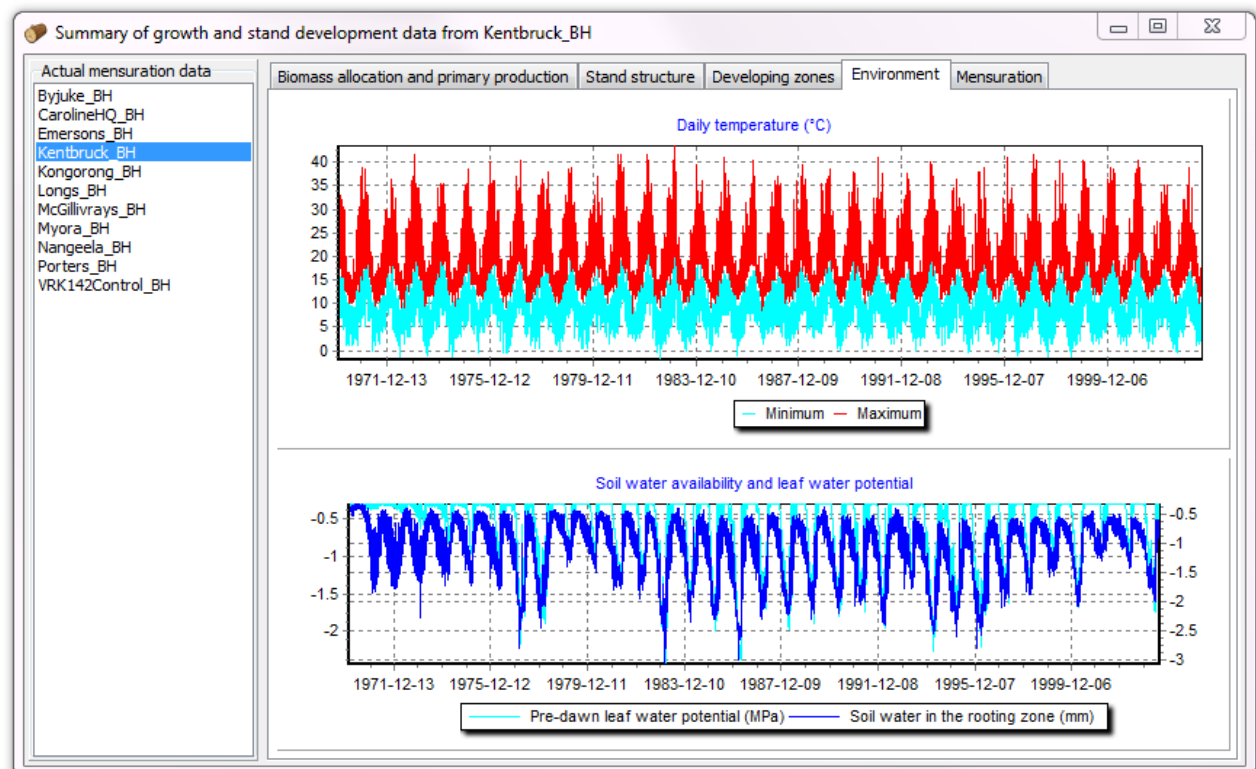 Summary of growth and stand development data from Kentbruck_BH
Actual mensuration data
Byjuke_BH
CarolineHQ_BH
Emersons_BH
Kentbruck_BH
Kongorong_BH
Longs_BH
McGillivrays_BH
Myora_BH
Nangeela_BH
Porters_BH
VRK142Control_BH
Biomass allocation and primary production Stand structure Developing zones Environment Mensuration
Daily temperature (°C)
40
35
30
25
20
15
10
5
0
1971-12-13 1975-12-12 1979-12-11 1983-12-10 1987-12-09 1991-12-08 1995-12-07 1999-12-06
Minimum Maximum
Soil water availability and leaf water potential
-0.5 -0.5
-1 -1
-1.5 -1.5
-2 -2
-2.5
-3
1971-12-13 1975-12-12 1979-12-11 1983-12-10 1987-12-09 1991-12-08 1995-12-07 1999-12-06
Pre-dawn leaf water potential (MPa) Soil water in the rooting zone (mm)